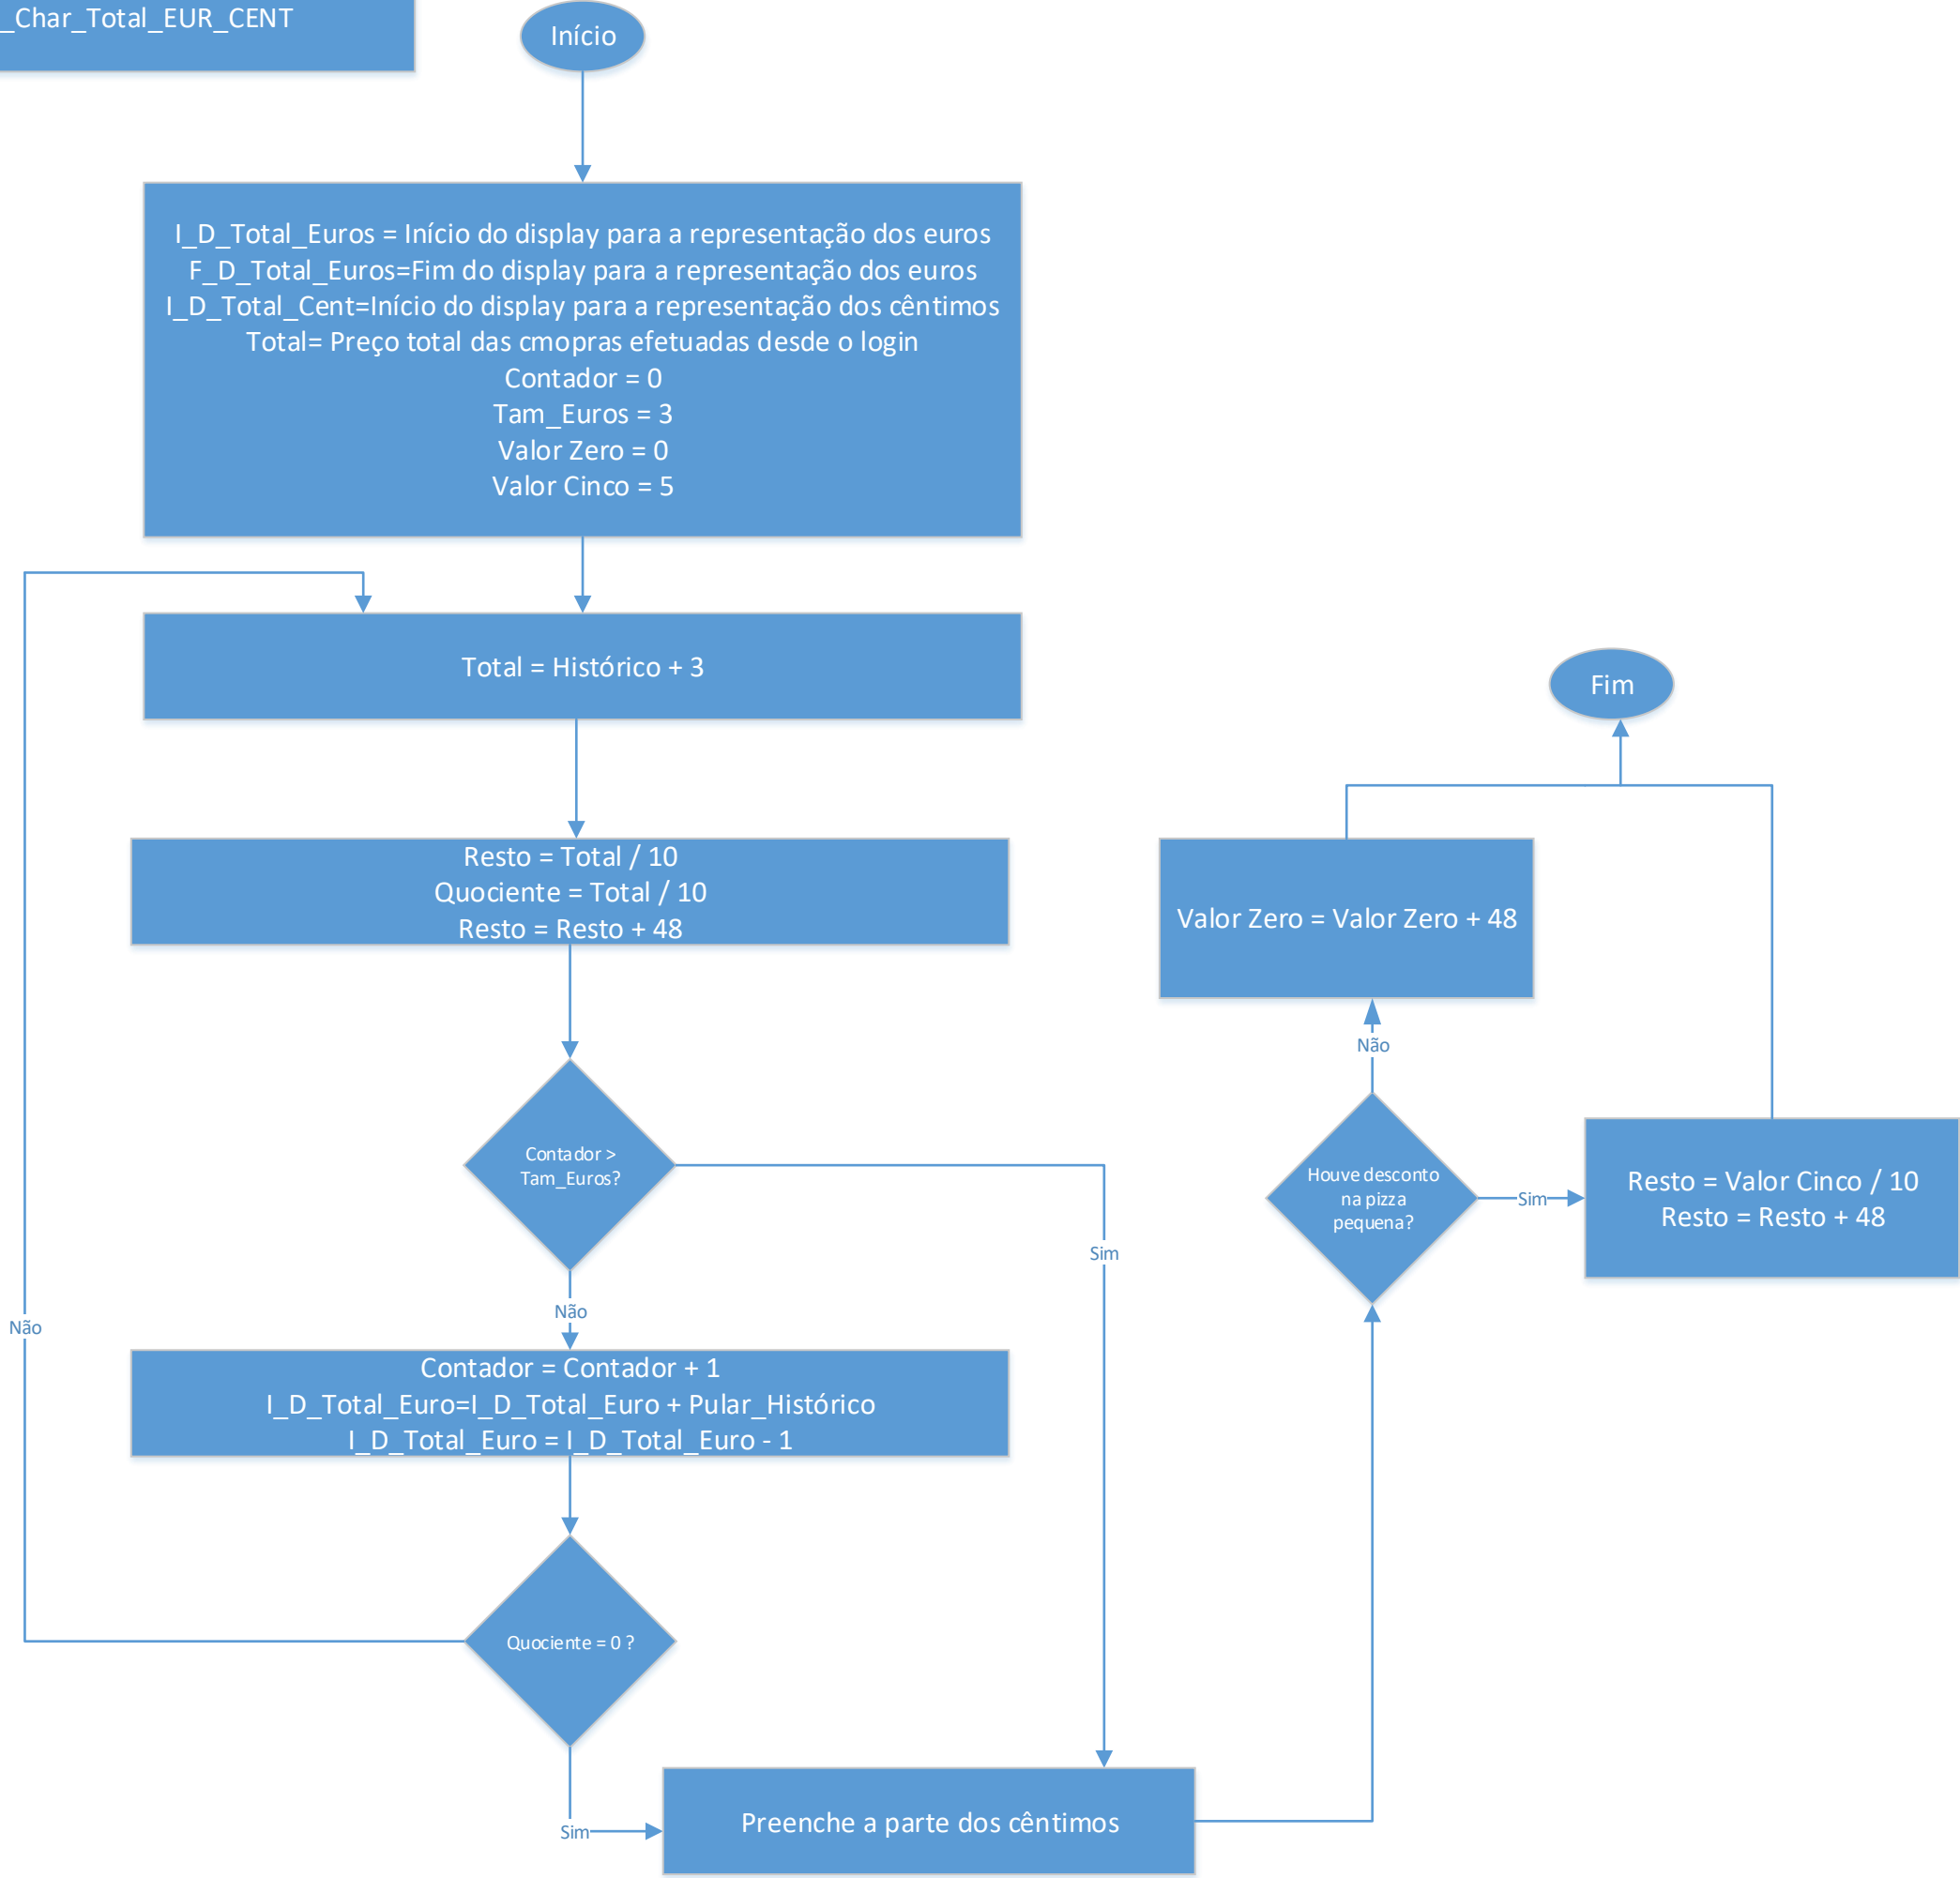 _Char_Total_EUR_CENT
Início
I_D_Total_Euros = Início do display para a representação dos euros
F_D_Total_Euros=Fim do display para a representação dos euros
I_D_Total_Cent=Início do display para a representação dos cêntimos
Total= Preço total das cmopras efetuadas desde o login
Contador = 0
Tam_Euros = 3
Valor Zero = 0
Valor Cinco = 5
Total = Histórico + 3
Resto = Total / 10
Quociente = Total / 10
Resto = Resto + 48
Contador >
Tam_Euros?
Sim
Não
Contador = Contador + 1
I_D_Total_Euro=I_D_Total_Euro + Pular_Histórico
I_D_Total_Euro = I_D_Total_Euro - 1
Não
Quociente = 0 ?
Sim
Preenche a parte dos cêntimos
Houve desconto
na pizza
pequena?
Não
Valor Zero = Valor Zero + 48
Sim
Resto = Valor Cinco / 10
Resto = Resto + 48
Fim